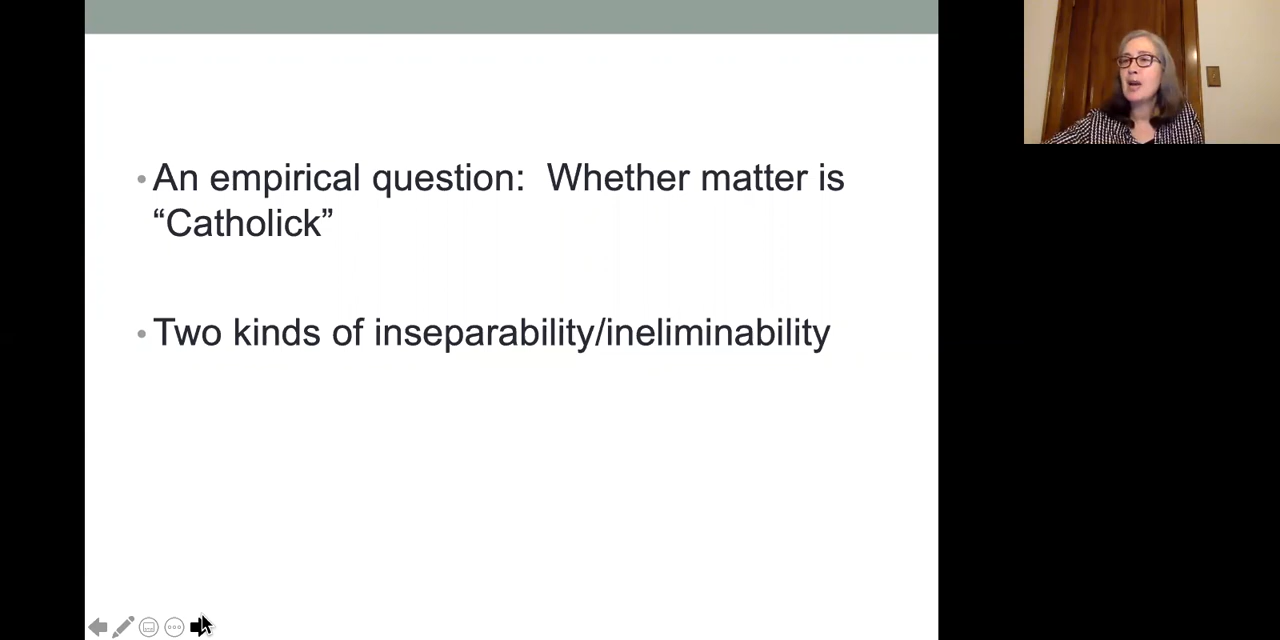 • An empirical question:  Whether matter is
“Catholick”
• Two kinds of inseparability/ineliminability